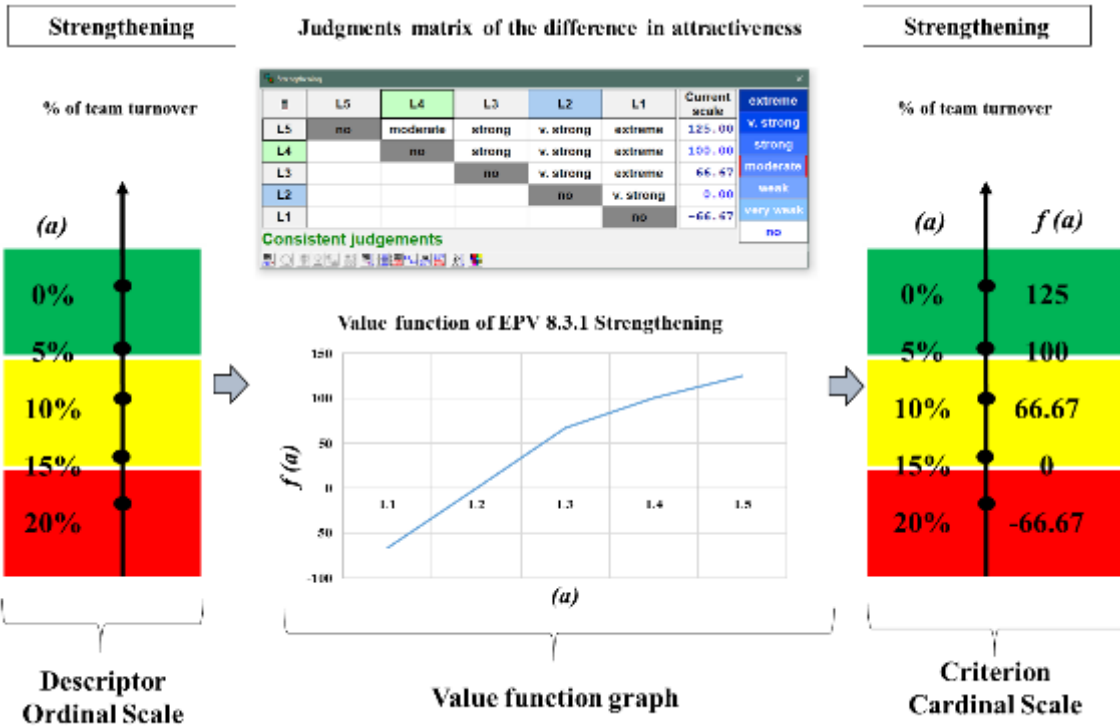 Strengthening
Judgments matrix of the difference in attractiveness
Strengthening
% of team turnover
% of team turnover
Strengthening
L5 L4 L3 L2 L1 Current scale
L5 no moderate strong v. strong extreme 125.00
L4 no strong v. strong extreme 100.00
L3 no v. strong extreme 66.67
L2 no v. strong 0.00
L1 no -66.67
Consistent judgements
extreme
v. strong
strong
moderate
weak
very weak
no
(a)
0%
5%
10%
15%
20%
Value function of EPV 8.3.1 Strengthening
150
100
50
0
-50
-100
f (a)
L1 L2 L3 L4 L5
(a)
(a) f (a)
0% 125
5% 100
10% 66.67
15% 0
20% -66.67
Descriptor
Ordinal Scale
Value function graph
Criterion
Cardinal Scale